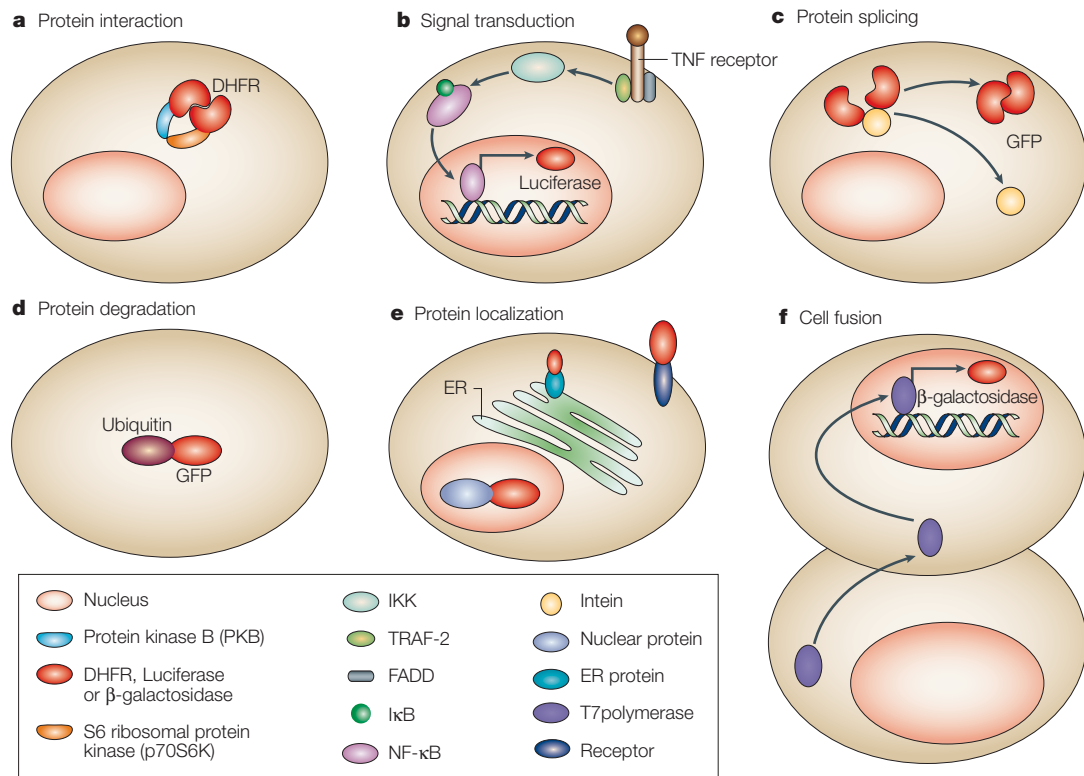 a Protein interaction
DHFR
b Signal transduction
TNF receptor
Luciferase
c Protein splicing
GFP
d Protein degradation
Ubiquitin
GFP
e Protein localization
ER
f Cell fusion
β-galactosidase
Nucleus
Protein kinase B (PKB)
DHFR, Luciferase
or β-galactosidase
S6 ribosomal protein
kinase (p70S6K)
IKK
TRAF-2
FADD
IκB
NF-κB
Intein
Nuclear protein
ER protein
T7polymerase
Receptor